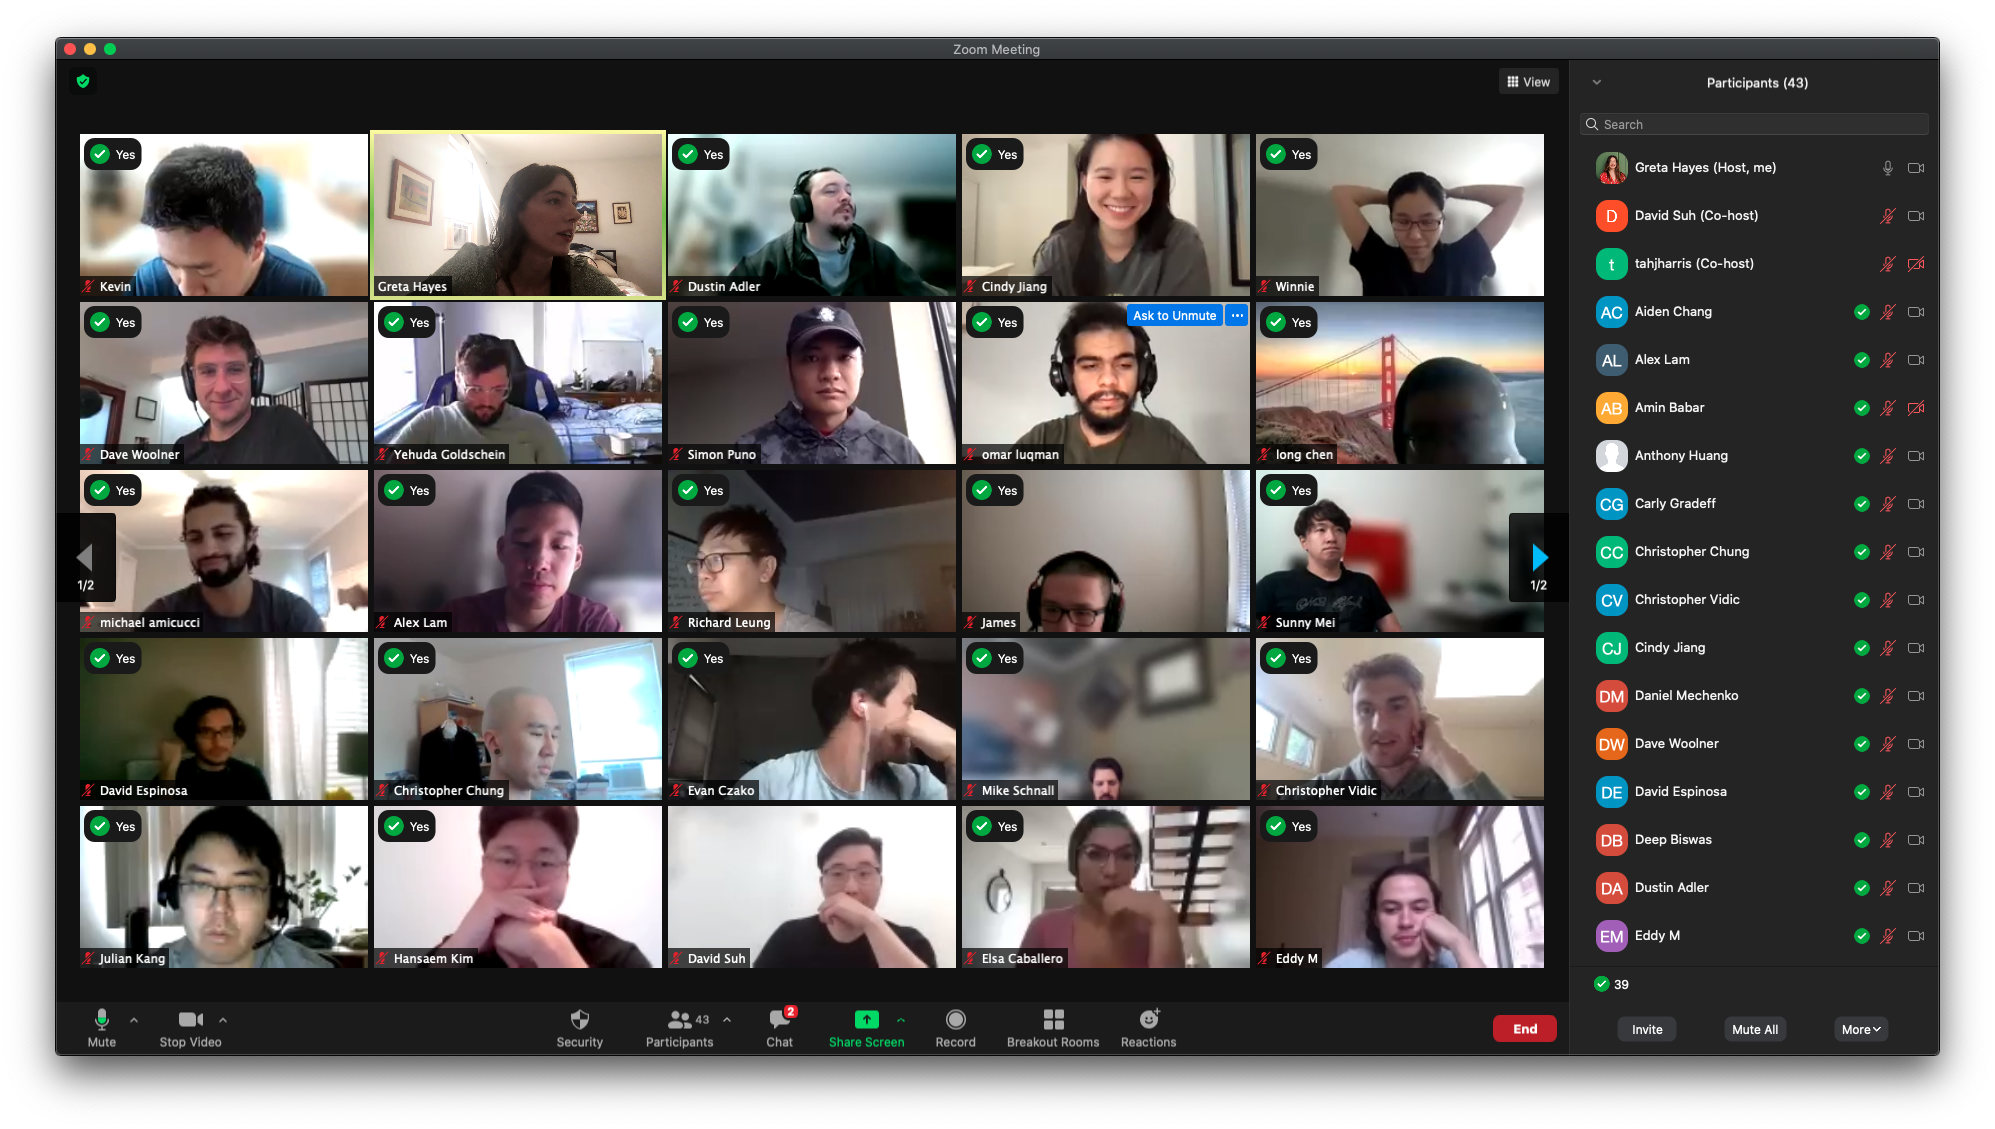 Zoom Meeting
View
Yes
Kevin
Greta Hayes
Yes
Dustin Adler
Yes
Cindy Jiang
Yes
Winnie
Yes
Dave Woolner
Yes
Yehuda Goldschein
Yes
Simon Puno
Yes
Ask to Unmute
omar luqman
Yes
long chen
Yes
michael amicucci
Yes
Alex Lam
Yes
Richard Leung
Yes
James
Yes
Sunny Mei
1/2
1/2
Yes
David Espinosa
Yes
Christopher Chung
Yes
Evan Czako
Yes
Mike Schnall
Yes
Christopher Vidic
Yes
Julian Kang
Yes
Hansaem Kim
David Suh
Yes
Elsa Caballero
Yes
Eddy M
Mute
Stop Video
Security
43
Participants
2
Chat
Share Screen
Record
Breakout Rooms
Reactions
End
Participants (43)
Search
Greta Hayes (Host, me)
D David Suh (Co-host)
t tahjharris (Co-host)
AC Aiden Chang
AL Alex Lam
AB Amin Babar
Anthony Huang
CG Carly Gradeff
CC Christopher Chung
CV Christopher Vidic
CJ Cindy Jiang
DM Daniel Mechenko
DW Dave Woolner
DE David Espinosa
DB Deep Biswas
DA Dustin Adler
EM Eddy M
39
Invite
Mute All
More